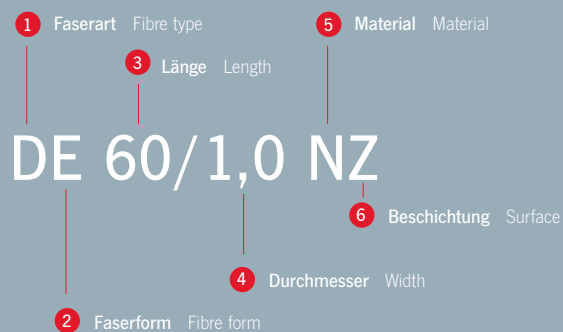 1 Faserart Fibre type
5 Material Material
3 Länge Length
DE 60/1,0 NZ
6 Beschichtung Surface
4 Durchmesser Width
2 Faserform Fibre form